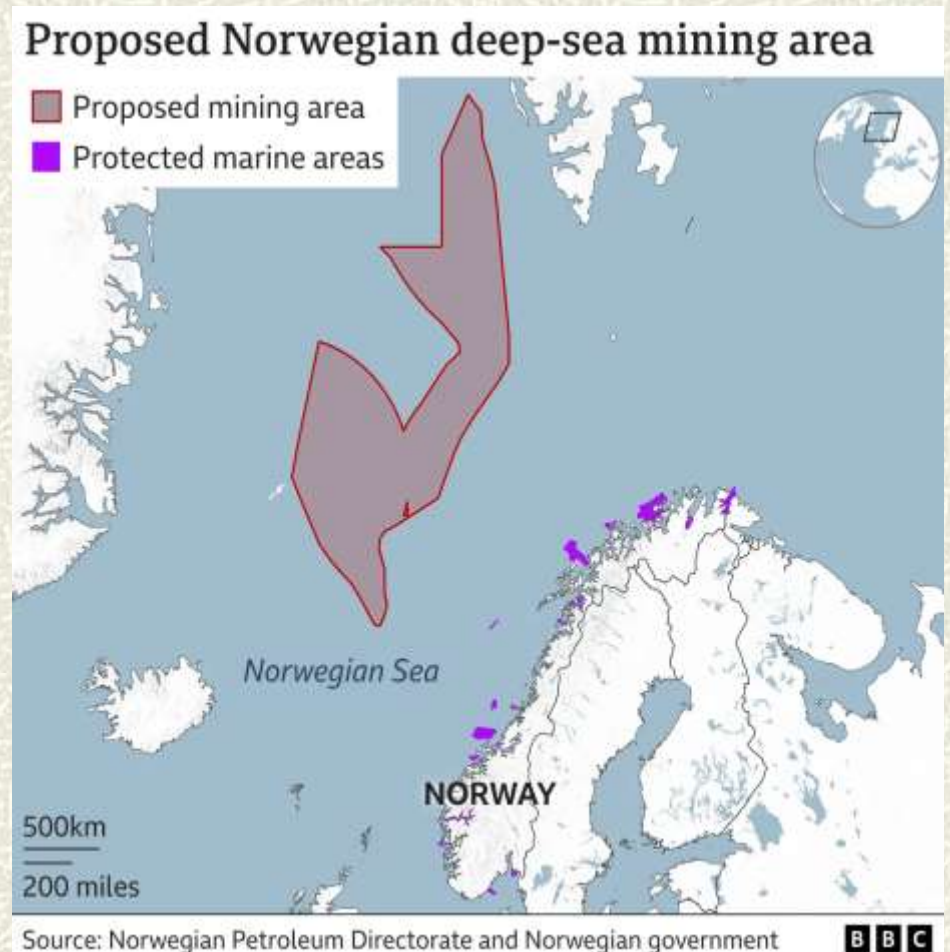 Proposed Norwegian deep-sea mining area
Proposed mining area
Protected marine areas
Norwegian Sea
NORWAY
500km
200 miles
Source: Norwegian Petroleum Directorate and Norwegian government
BBC